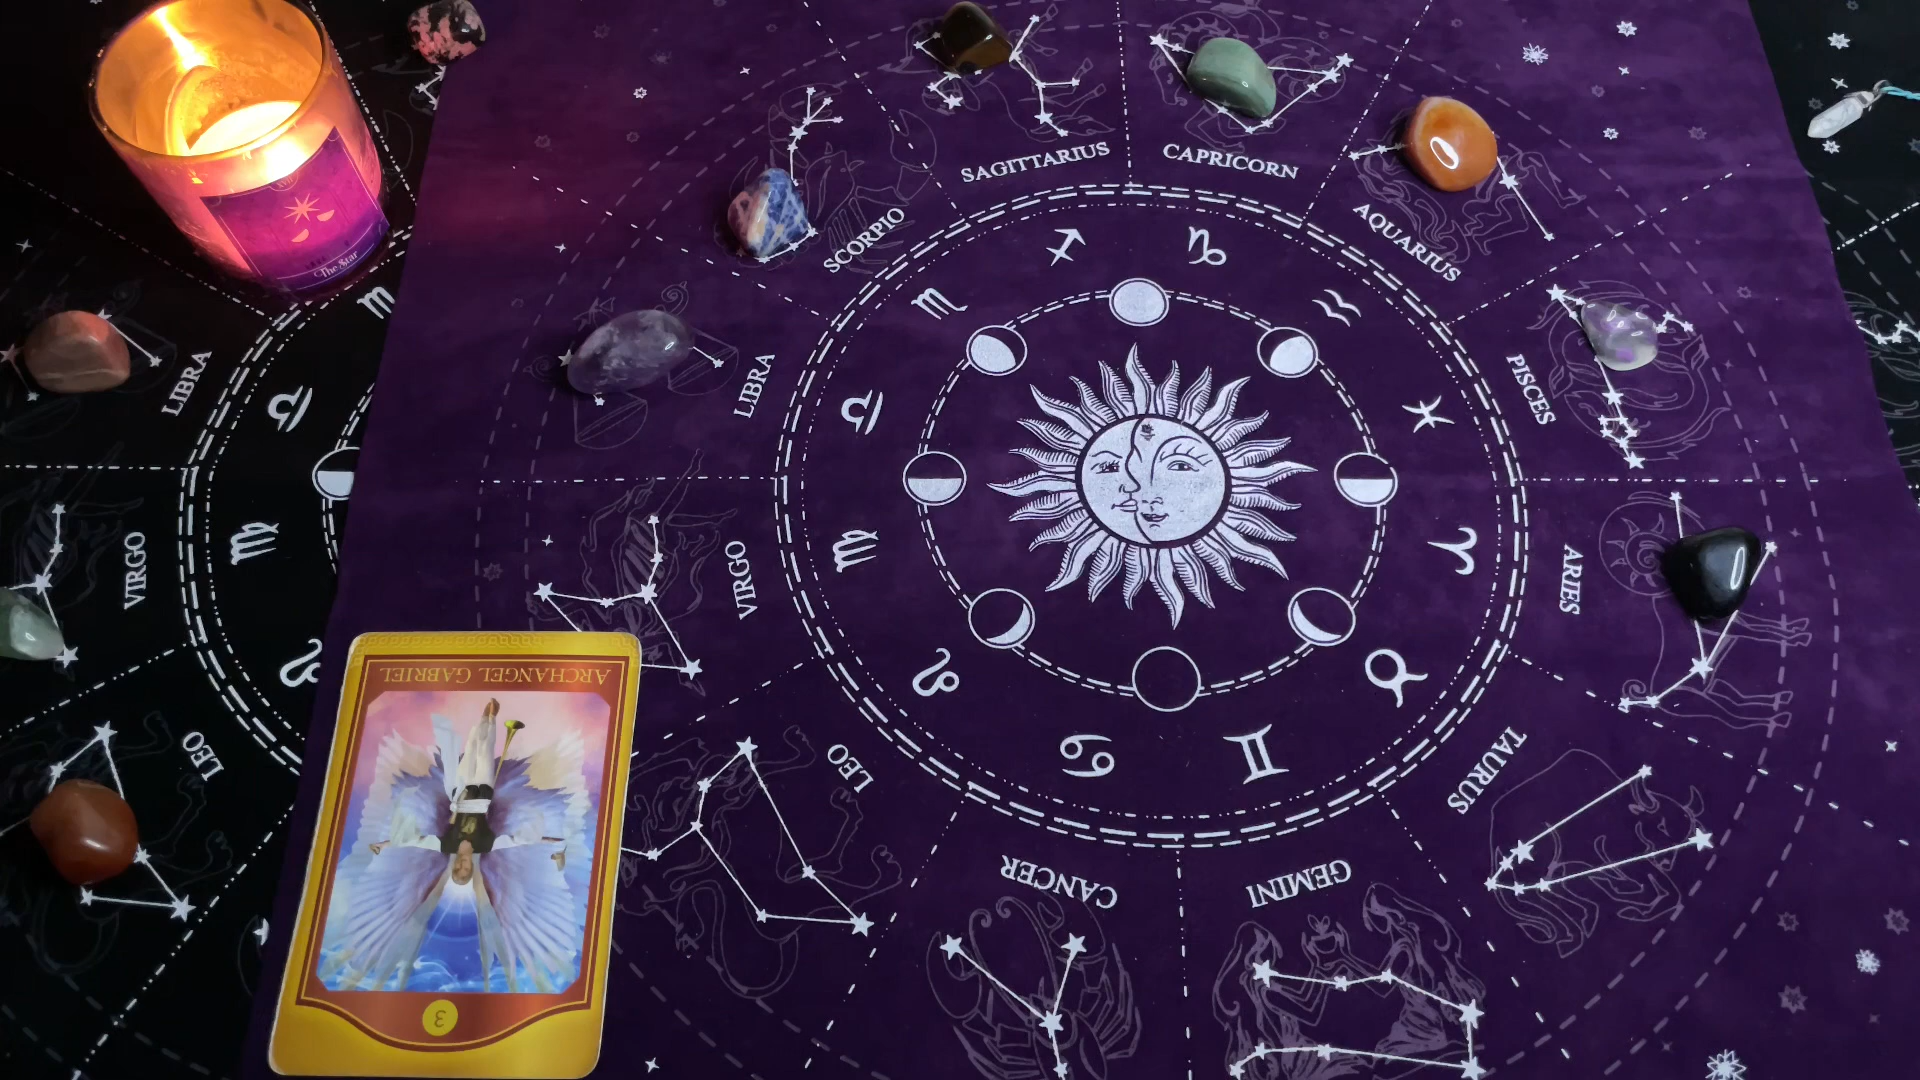 SAGITTARIUS
CAPRICORN
SCORPIO
AQUARIUS
The Star
LIBRA
LIBRA
PISCES
VIRGO
VIRGO
ARIES
ARCHANGEL GABRIEL
LEO
LEO
TAURUS
CANCER
GEMINI
3